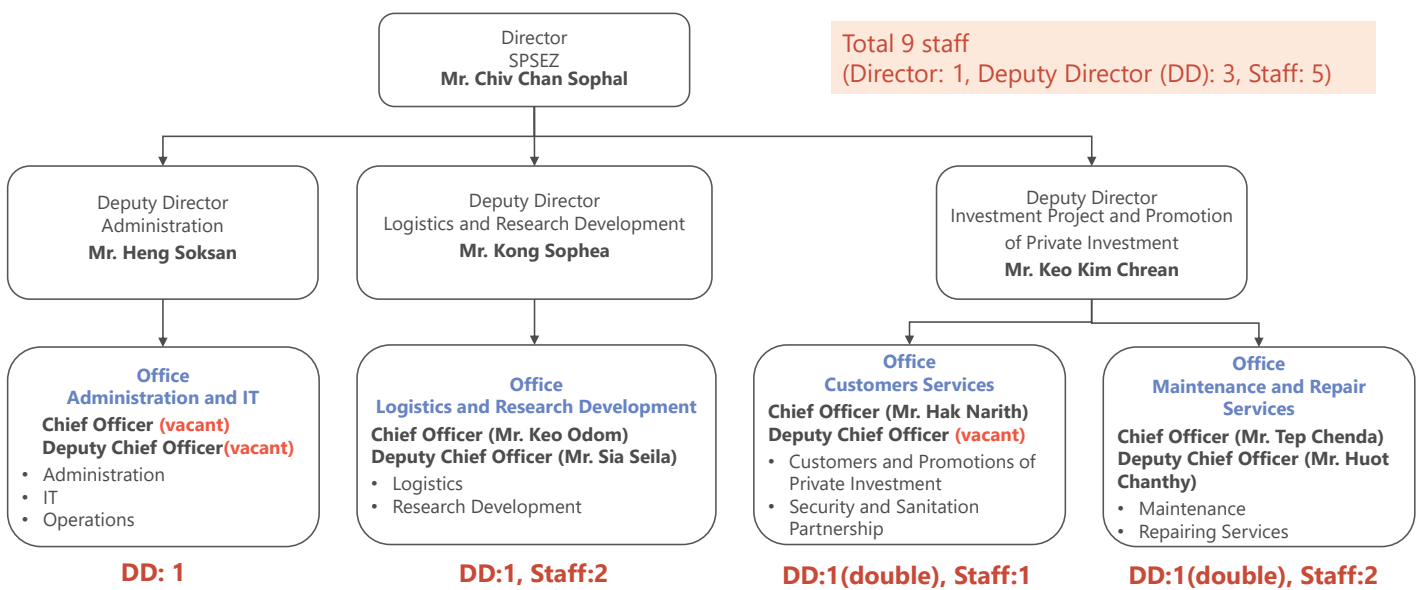 Director
SPSEZ
Mr. Chiv Chan Sophal
Total 9 staff
(Director: 1, Deputy Director (DD): 3, Staff: 5)
Deputy Director
Administration
Mr. Heng Soksan
Deputy Director
Logistics and Research Development
Mr. Kong Sophea
Deputy Director
Investment Project and Promotion
of Private Investment
Mr. Keo Kim Chrean
Office
Administration and IT
Chief Officer (vacant)
Deputy Chief Officer(vacant)
• Administration
• IT
• Operations
DD: 1
Office
Logistics and Research Development
Chief Officer (Mr. Keo Odom)
Deputy Chief Officer (Mr. Sia Seila)
• Logistics
• Research Development
DD:1, Staff:2
Office
Customers Services
Chief Officer (Mr. Hak Narith)
Deputy Chief Officer (vacant)
• Customers and Promotions of
Private Investment
• Security and Sanitation
Partnership
DD:1(double), Staff:1
Office
Maintenance and Repair
Services
Chief Officer (Mr. Tep Chenda)
Deputy Chief Officer (Mr. Huot
Chanthy)
• Maintenance
• Repairing Services
DD:1(double), Staff:2